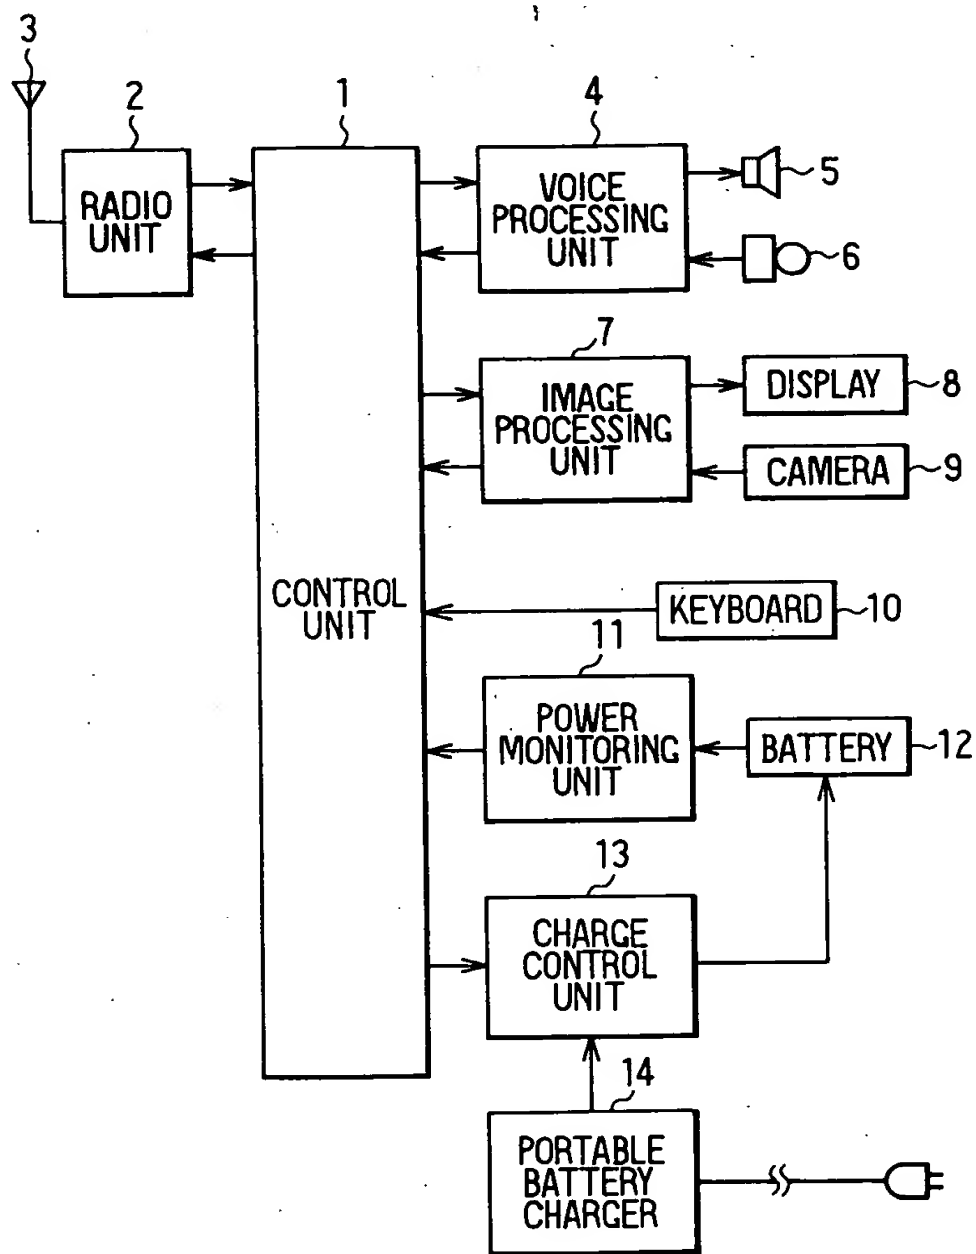 3
2
1
4
RADIO
UNIT
VOICE
PROCESSING
UNIT
5
6
7
IMAGE
PROCESSING
UNIT
DISPLAY
8
CAMERA
9
CONTROL
UNIT
KEYBOARD
10
11
POWER
MONITORING
UNIT
BATTERY
12
13
CHARGE
CONTROL
UNIT
14
PORTABLE
BATTERY
CHARGER